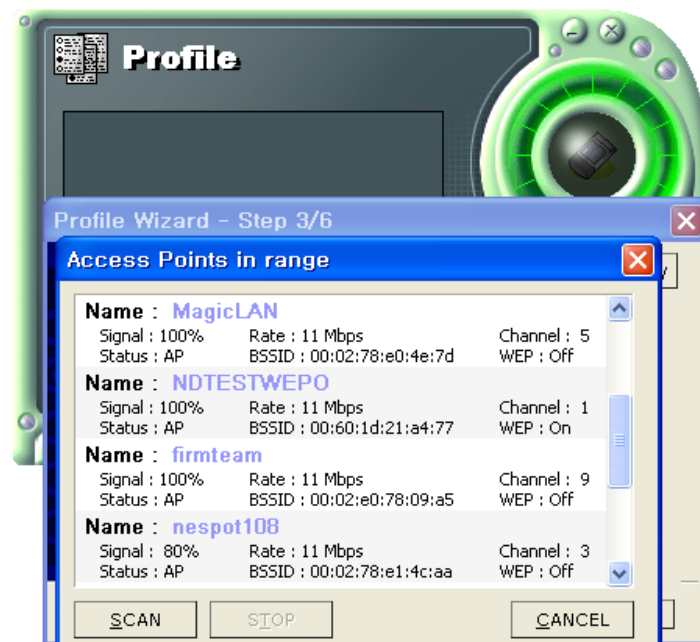 Profile
Profile Wizard - Step 3/6
Access Points in range
Name : MagicLAN
Signal : 100% Rate : 11 Mbps Channel : 5
Status : AP BSSID : 00:02:78:e0:4e:7d WEP : Off
Name : NDTESTWEPO
Signal : 100% Rate : 11 Mbps Channel : 1
Status : AP BSSID : 00:60:1d:21:a4:77 WEP : On
Name : firmteam
Signal : 100% Rate : 11 Mbps Channel : 9
Status : AP BSSID : 00:02:e0:78:09:a5 WEP : Off
Name : nespot108
Signal : 80% Rate : 11 Mbps Channel : 3
Status : AP BSSID : 00:02:78:e1:4c:aa WEP : Off
SCAN STOP CANCEL